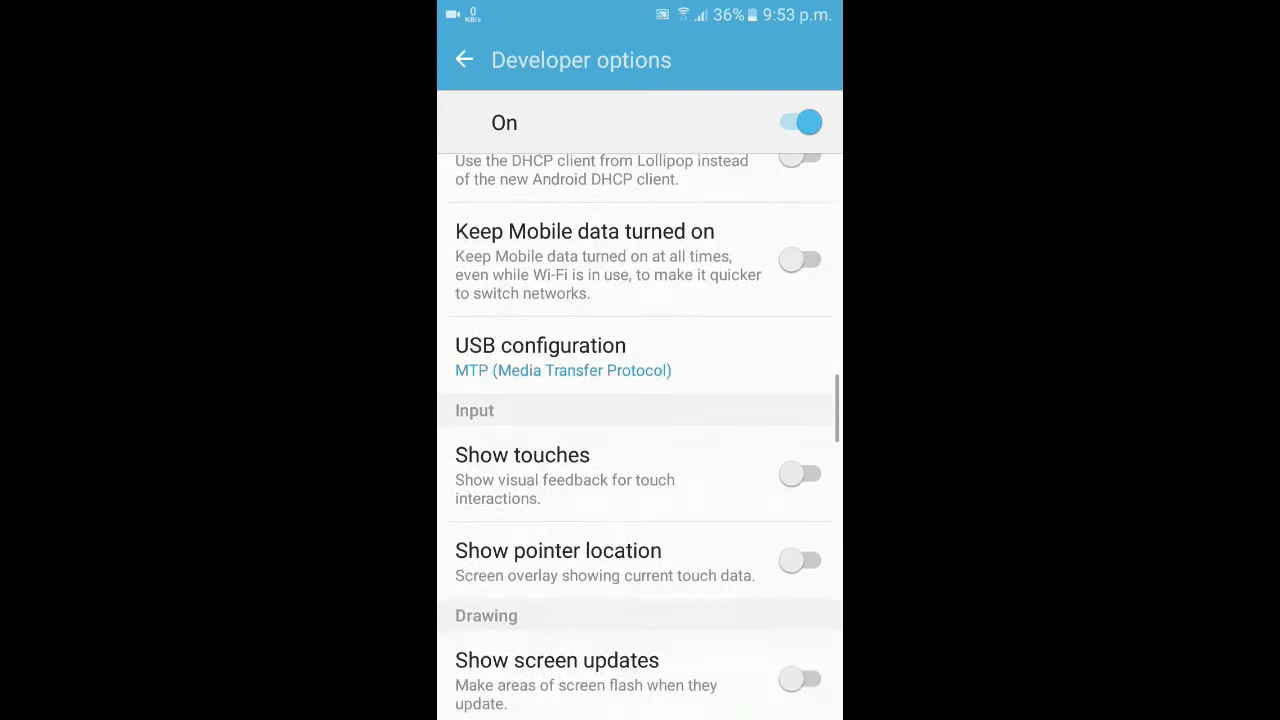 0
KB/s
36% 9:53 p.m.
Developer options
On
Use the DHCP client from Lollipop instead
of the new Android DHCP client.
Keep Mobile data turned on
Keep Mobile data turned on at all times,
even while Wi-Fi is in use, to make it quicker
to switch networks.
USB configuration
MTP (Media Transfer Protocol)
Input
Show touches
Show visual feedback for touch
interactions.
Show pointer location
Screen overlay showing current touch data.
Drawing
Show screen updates
Make areas of screen flash when they
update.